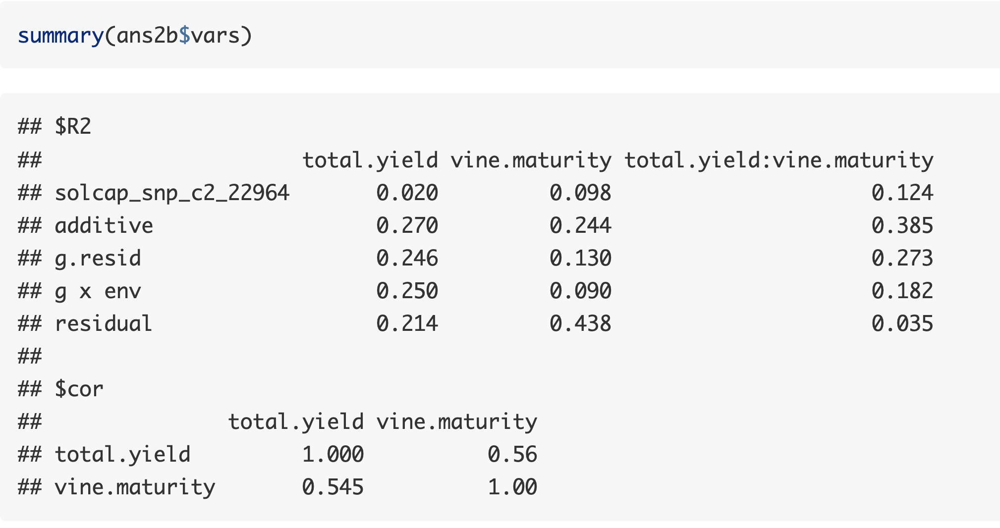 summary(ans2b$vars)
## $R2
##                     total.yield vine.maturity total.yield:vine.maturity
## solcap_snp_c2_22964       0.020         0.098                     0.124
## additive                  0.270         0.244                     0.385
## g.resid                   0.246         0.130                     0.273
## g x env                   0.250         0.090                     0.182
## residual                  0.214         0.438                     0.035
##
## $cor
##               total.yield vine.maturity
## total.yield         1.000          0.56
## vine.maturity       0.545          1.00